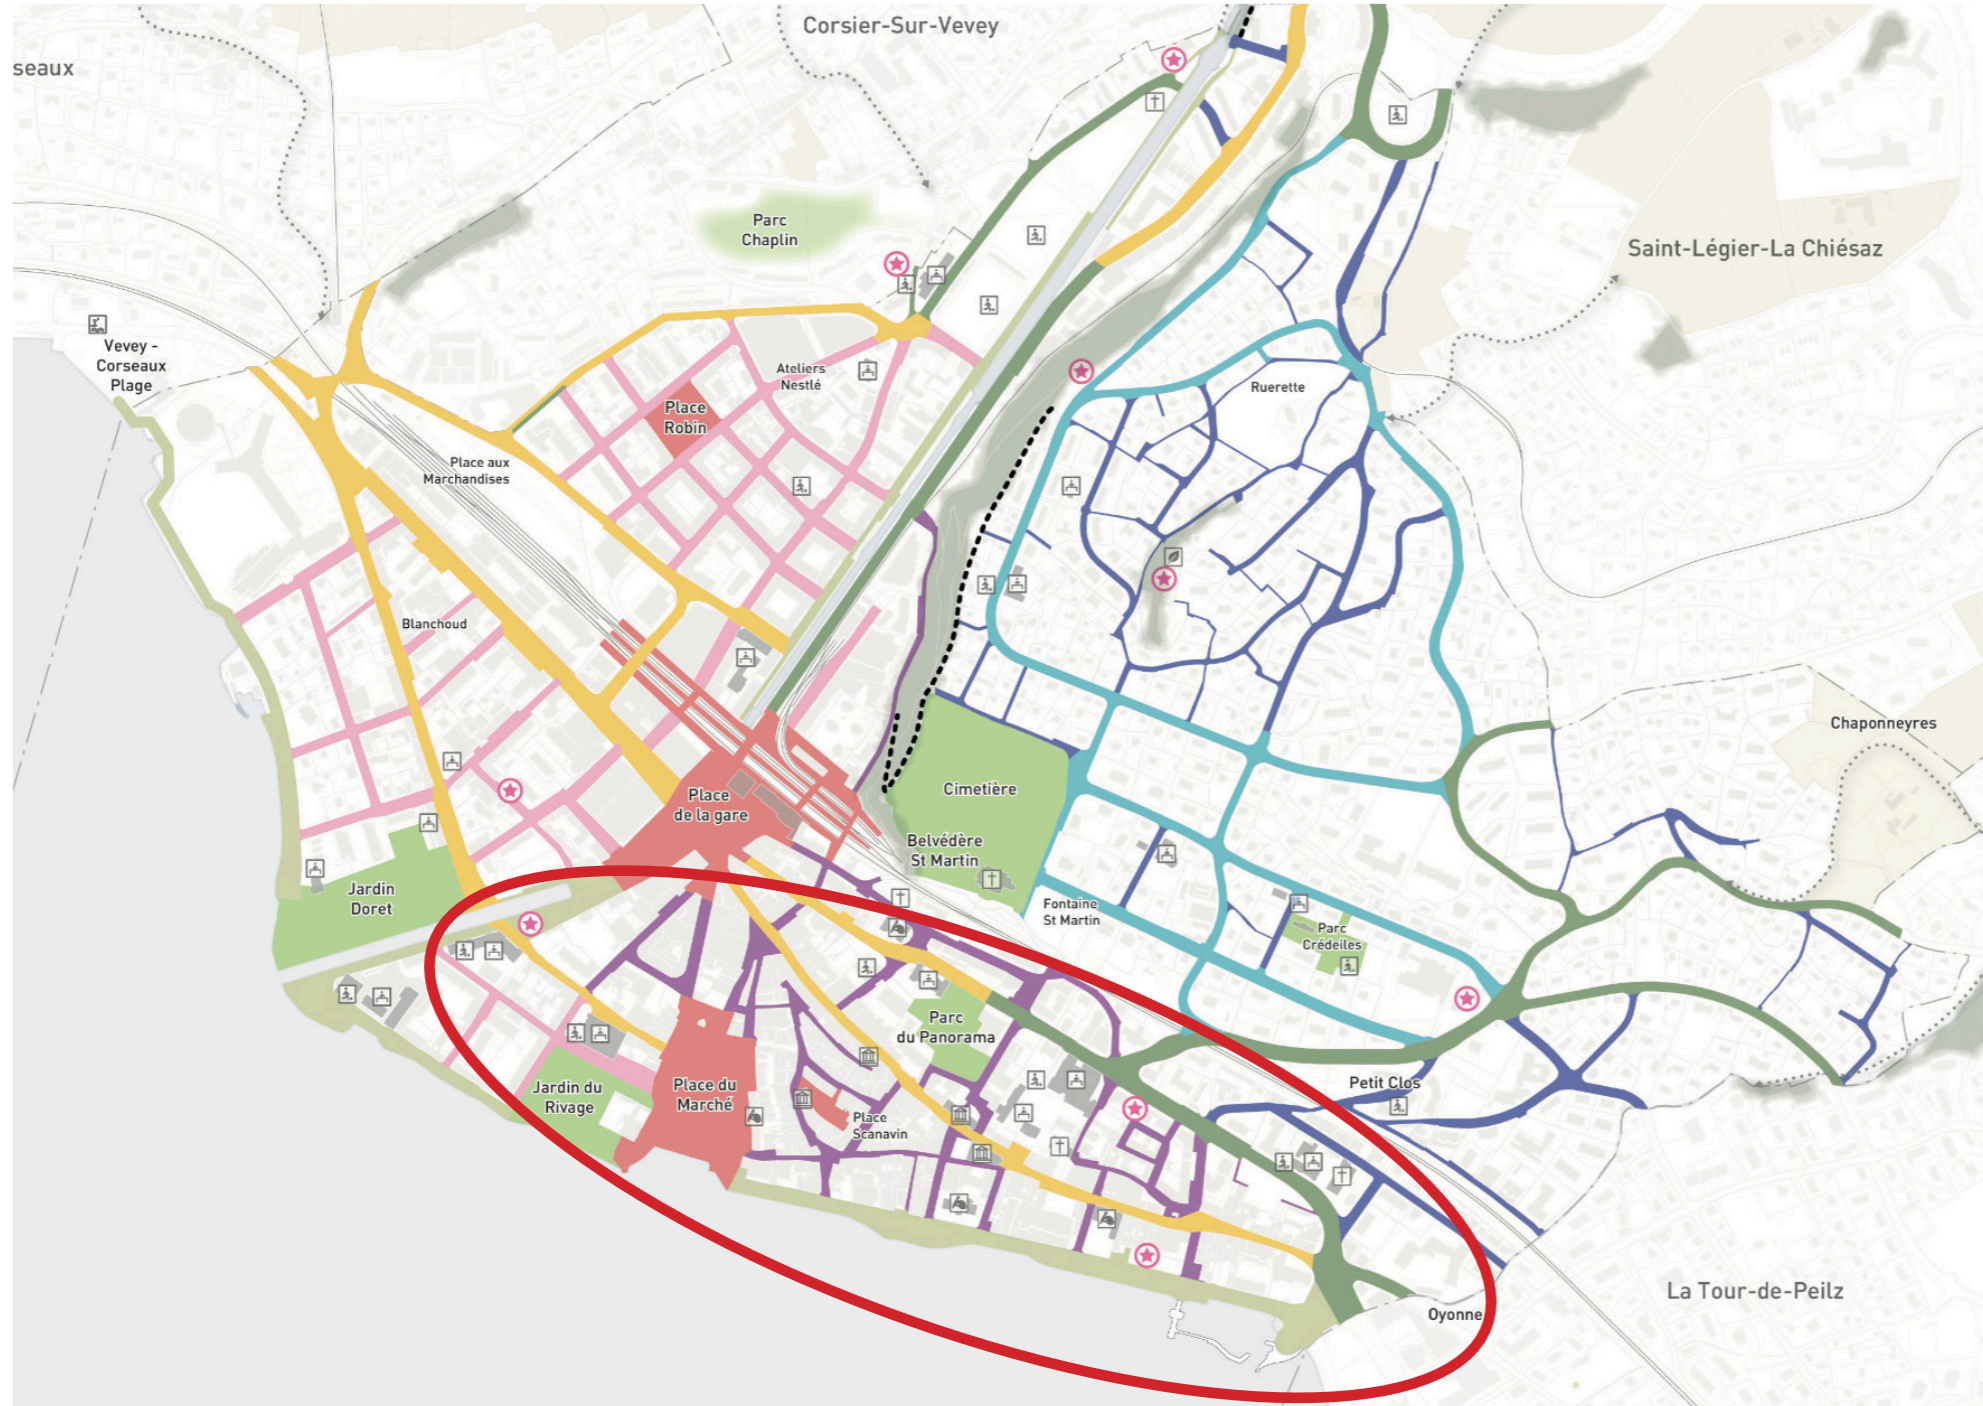 Corsier-Sur-Vevey
seaux
Parc
Chaplin
Saint-Légier-La Chiésaz
Vevey -
Corseaux
Plage
Ateliers
Nestlé
Ruerette
Place
Robin
Place aux
Marchandises
Blanchoud
Chaponneyres
Cimetière
Place
de la gare
Belvédère
St Martin
Jardin
Doret
Fontaine
St Martin
Parc
Crédeiles
Parc
du Panorama
Petit Clos
Jardin du
Rivage
Place du
Marché
Place
Scanavin
La Tour-de-Peilz
Oyonne